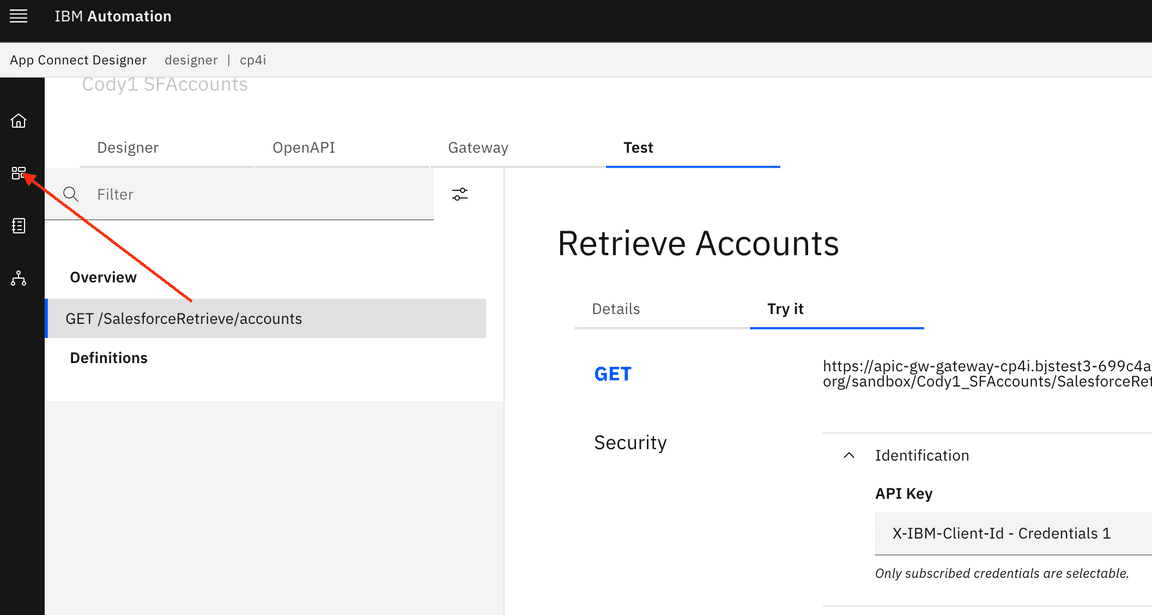 IBM Automation
App Connect Designer designer | cp4i
Cody1 SFAccounts
Designer OpenAPI Gateway Test
Filter
Overview
GET /SalesforceRetrieve/accounts
Definitions
Retrieve Accounts
Details Try it
GET
https://apic-gw-gateway-cp4i.bjstest3-699c4a
org/sandbox/Cody1_SFAccounts/SalesforceRet
Security
Identification
API Key
X-IBM-Client-Id - Credentials 1
Only subscribed credentials are selectable.